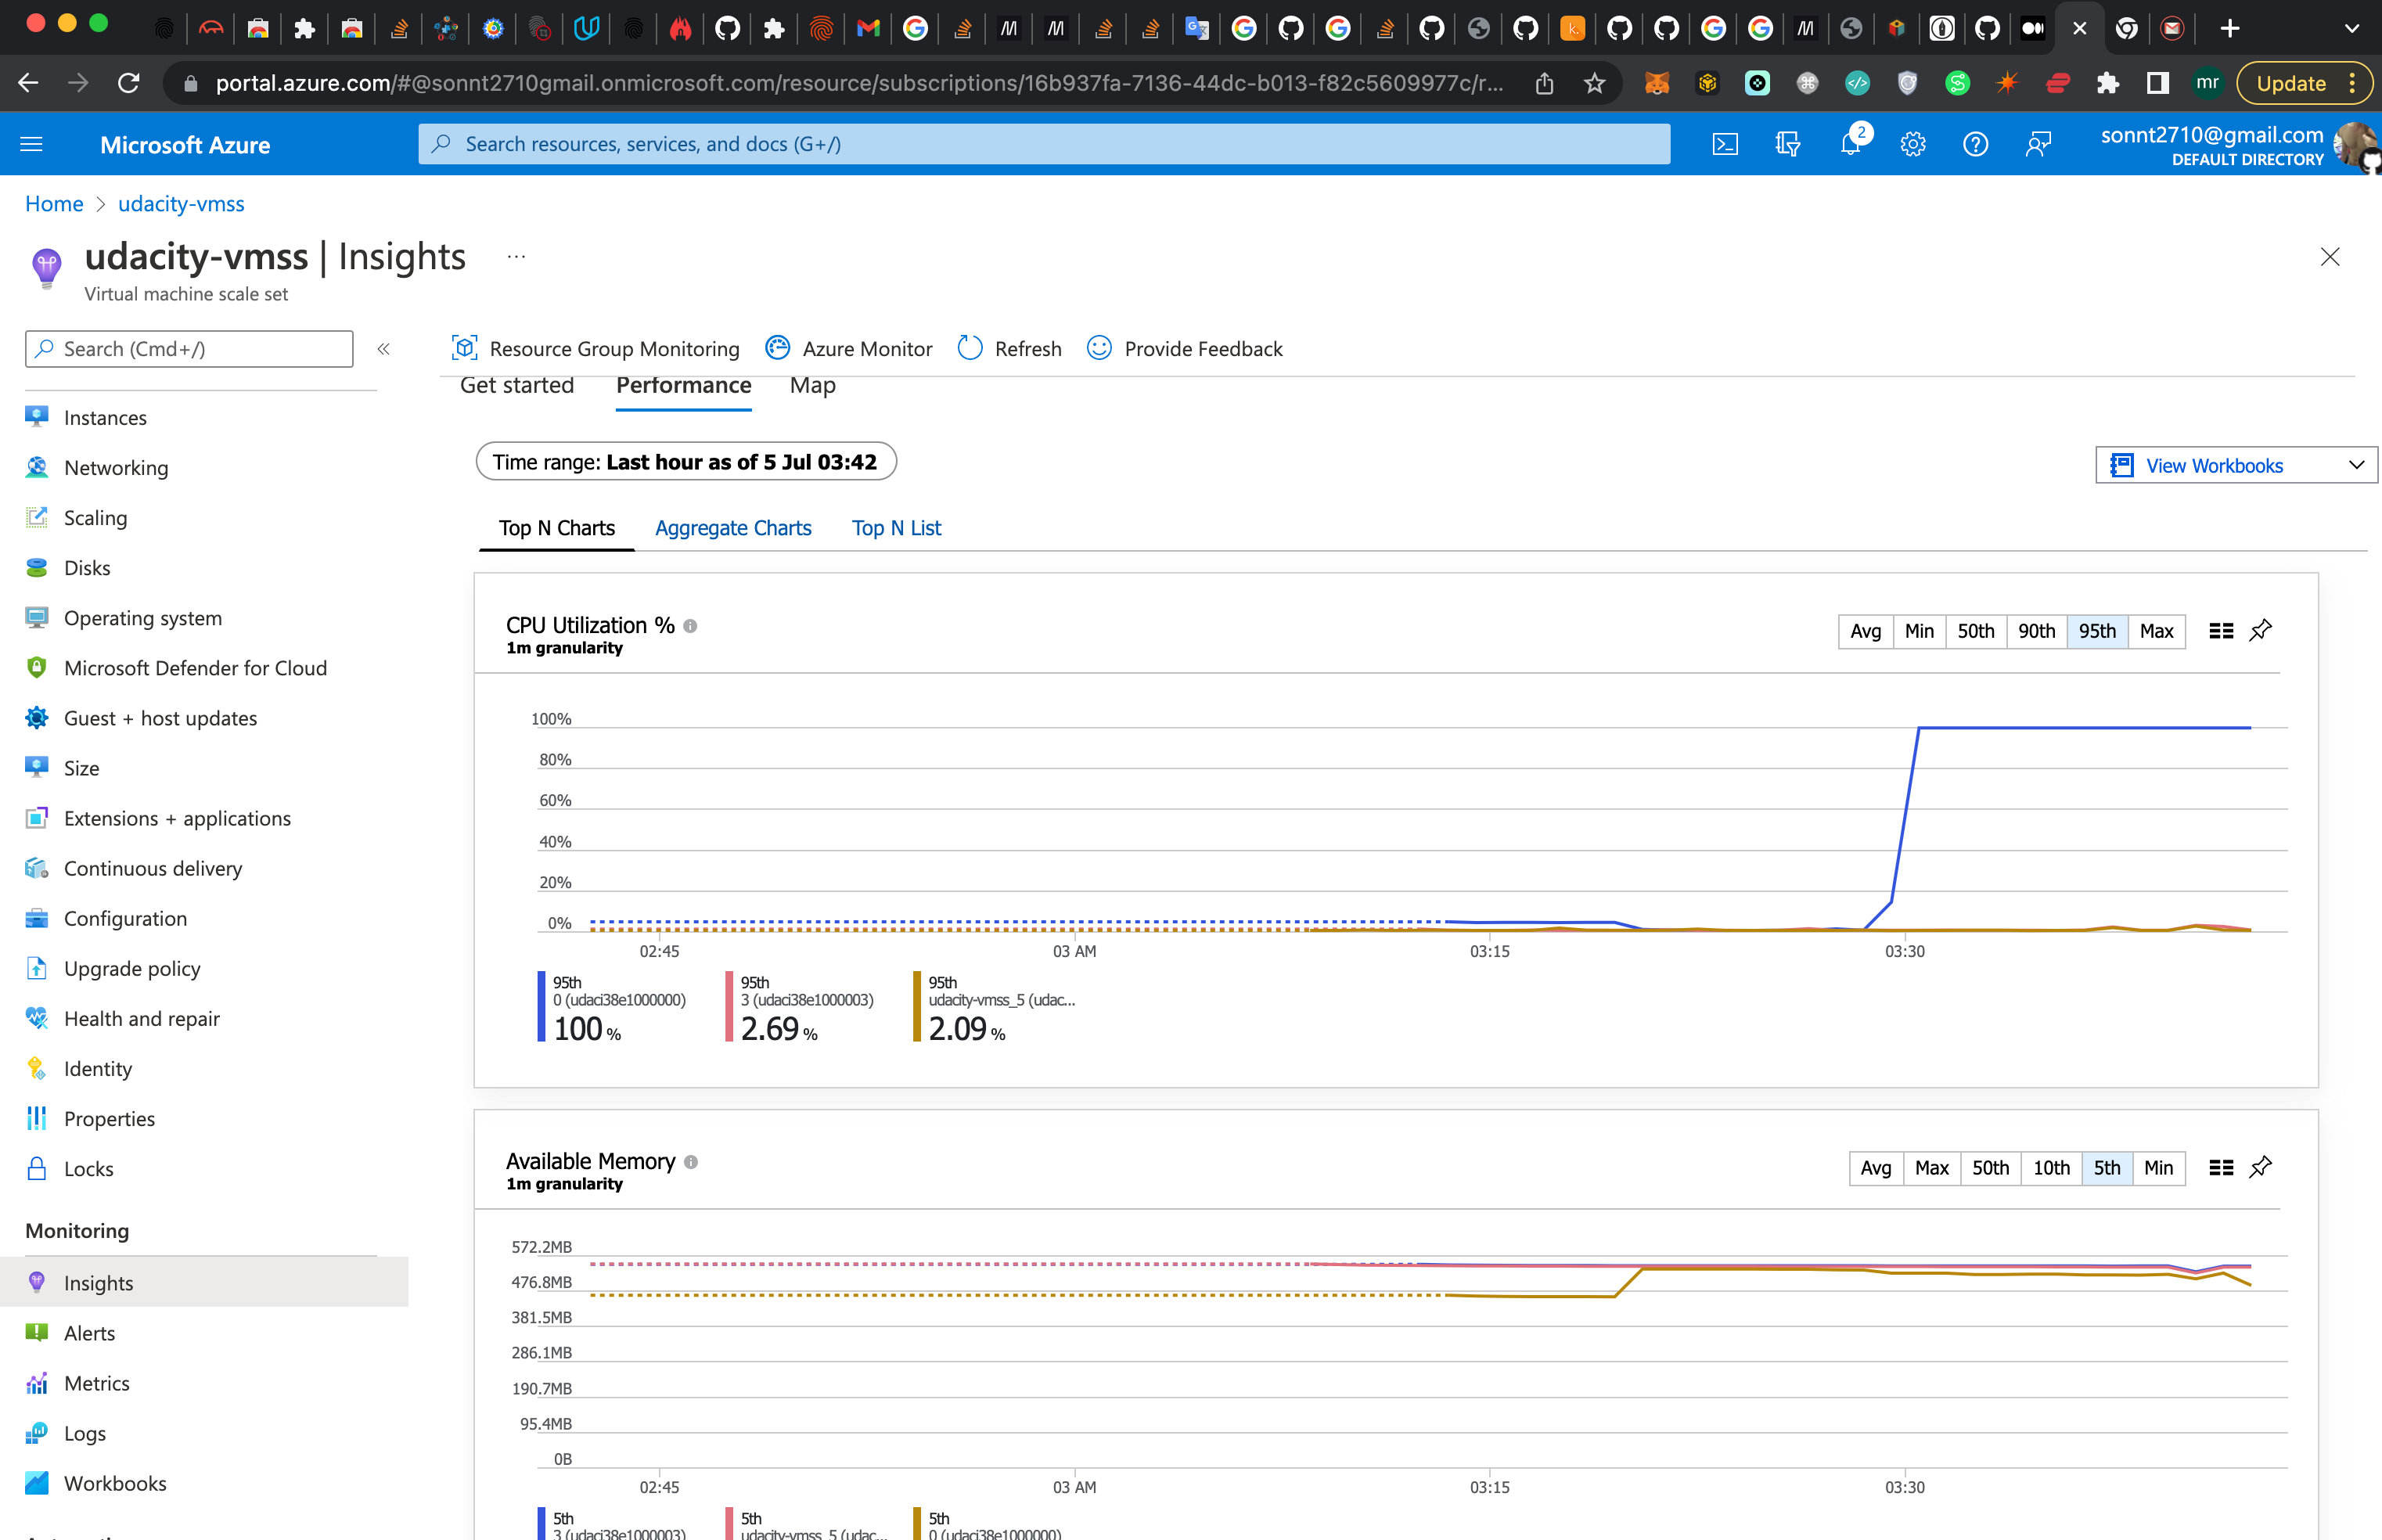 portal.azure.com/#@sonnt2710gmail.onmicrosoft.com/resource/subscriptions/16b937fa-7136-44dc-b013-f82c5609977c/r...
mr
Update
Microsoft Azure
Search resources, services, and docs (G+/)
2
sonnt2710@gmail.com
DEFAULT DIRECTORY
Home > udacity-vmss
udacity-vmss | Insights ...
Virtual machine scale set
Search (Cmd+/)
«
Resource Group Monitoring
Azure Monitor
Refresh
Provide Feedback
Instances
Networking
Scaling
Disks
Operating system
Microsoft Defender for Cloud
Guest + host updates
Size
Extensions + applications
Continuous delivery
Configuration
Upgrade policy
Health and repair
Identity
Properties
Locks
Monitoring
Insights
Alerts
Metrics
Logs
Workbooks
Get started
Performance
Map
Time range: Last hour as of 5 Jul 03:42
View Workbooks
Top N Charts
Aggregate Charts
Top N List
CPU Utilization %
1m granularity
Avg Min 50th 90th 95th Max
100%
80%
60%
40%
20%
0%
02:45 03 AM 03:15 03:30
95th
0 (udaci38e1000000)
100 %
95th
3 (udaci38e1000003)
2.69 %
95th
udacity-vmss_5 (udac...
2.09 %
Available Memory
1m granularity
Avg Max 50th 10th 5th Min
572.2MB
476.8MB
381.5MB
286.1MB
190.7MB
95.4MB
0B
02:45 03 AM 03:15 03:30
5th
3 (udaci38e1000003)
5th
udacity-vmss_5 (udac...
5th
0 (udaci38e1000000)